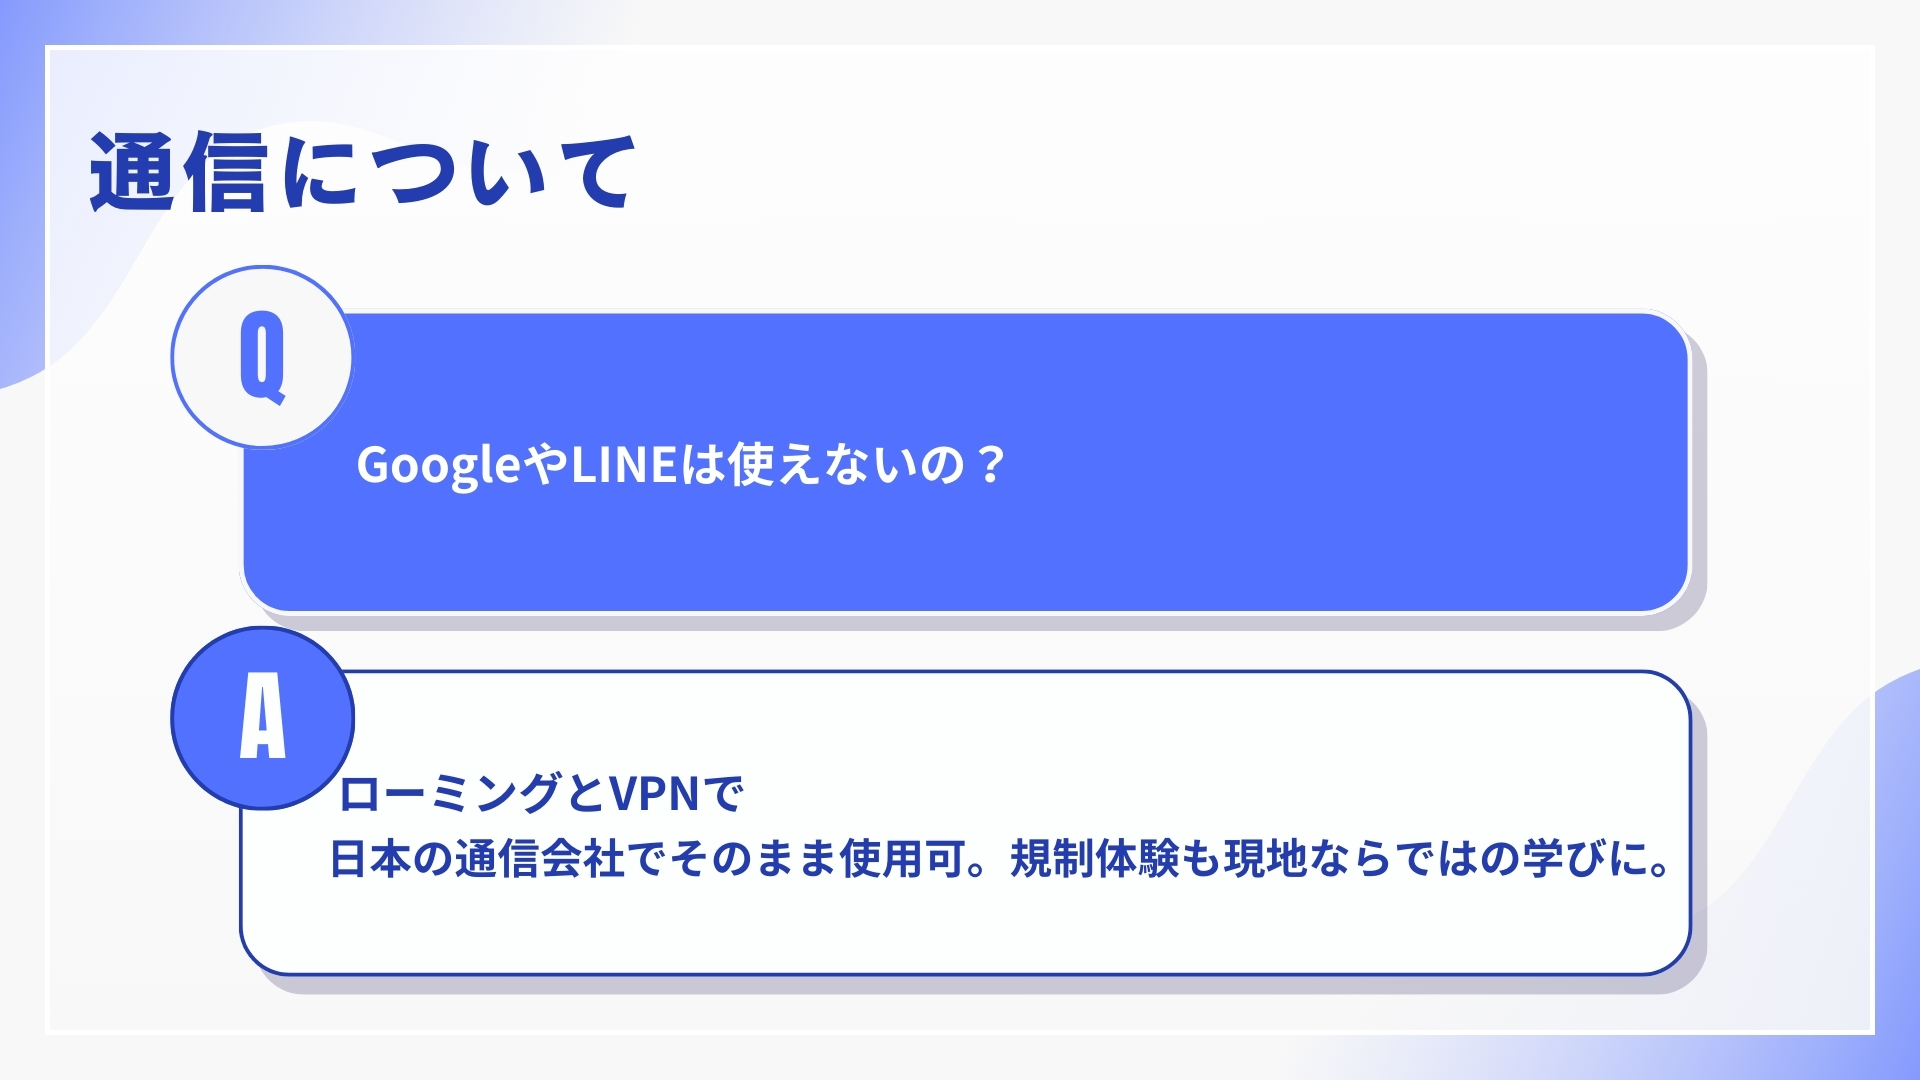 通信について
Q
GoogleやLINEは使えないの？
A
ローミングとVPNで
日本の通信会社でそのまま使用可。規制体験も現地ならではの学びに。